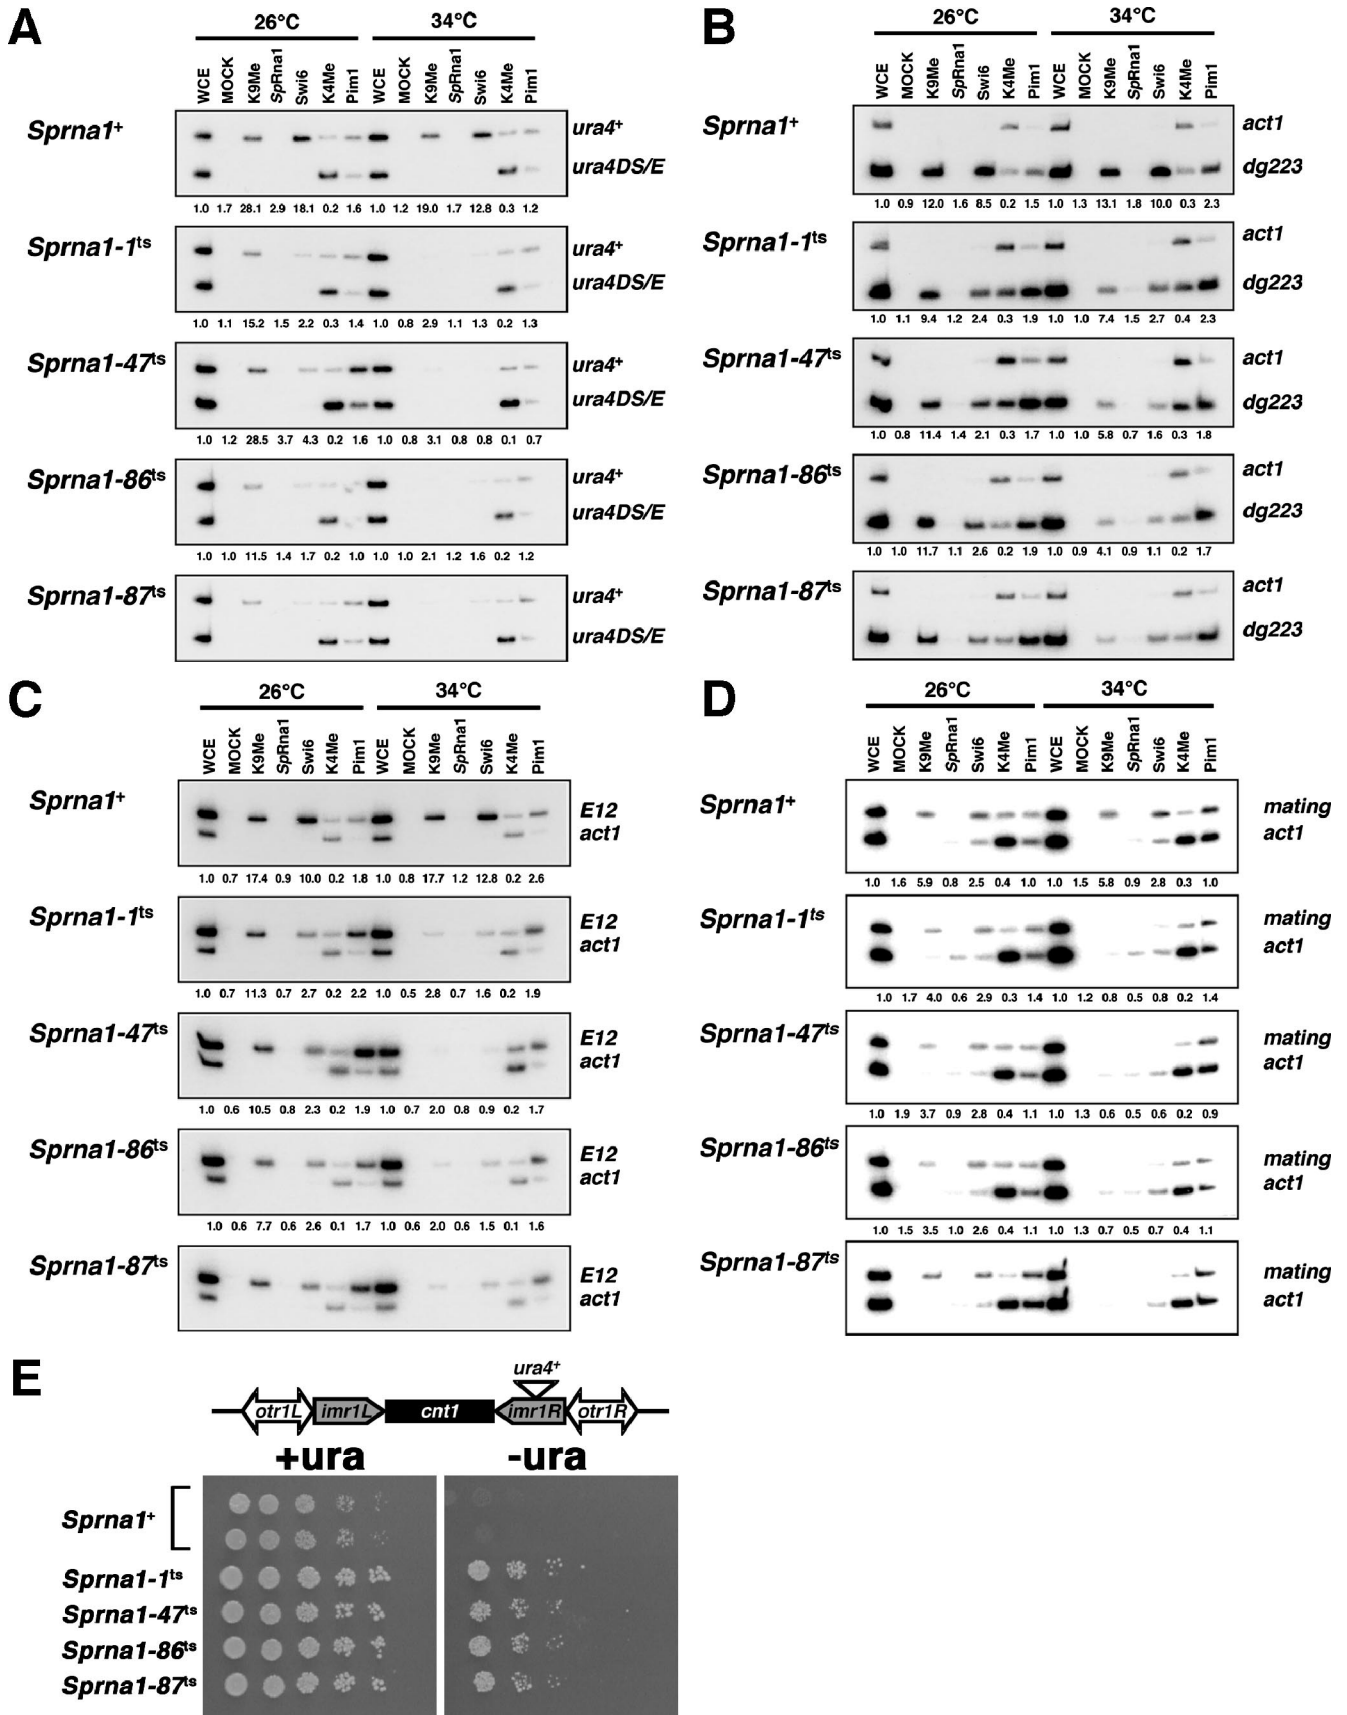 A
26°C 34°C
WCE MOCK K9Me SpRna1 Swi6 K4Me Pim1 WCE MOCK K9Me SpRna1 Swi6 K4Me Pim1
Sprna1+ ura4+
ura4DS/E
1.0 1.7 28.1 2.9 18.1 0.2 1.6 1.0 1.2 19.0 1.7 12.8 0.3 1.2
Sprna1-1ts ura4+
ura4DS/E
1.0 1.1 15.2 1.5 2.2 0.3 1.4 1.0 0.8 2.9 1.1 1.3 0.2 1.3
Sprna1-47ts ura4+
ura4DS/E
1.0 1.2 28.5 3.7 4.3 0.2 1.6 1.0 0.8 3.1 0.8 0.8 0.1 0.7
Sprna1-86ts ura4+
ura4DS/E
1.0 1.0 11.5 1.4 1.7 0.2 1.0 1.0 1.0 2.1 1.2 1.6 0.2 1.2
Sprna1-87ts ura4+
ura4DS/E
B
26°C 34°C
WCE MOCK K9Me SpRna1 Swi6 K4Me Pim1 WCE MOCK K9Me SpRna1 Swi6 K4Me Pim1
Sprna1+ act1
dg223
1.0 0.9 12.0 1.6 8.5 0.2 1.5 1.0 1.3 13.1 1.8 10.0 0.3 2.3
Sprna1-1ts act1
dg223
1.0 1.1 9.4 1.2 2.4 0.3 1.9 1.0 1.0 7.4 1.5 2.7 0.4 2.3
Sprna1-47ts act1
dg223
1.0 0.8 11.4 1.4 2.1 0.3 1.7 1.0 1.0 5.8 0.7 1.6 0.3 1.8
Sprna1-86ts act1
dg223
1.0 1.0 11.7 1.1 2.6 0.2 1.9 1.0 0.9 4.1 0.9 1.1 0.2 1.7
Sprna1-87ts act1
dg223
C
26°C 34°C
WCE MOCK K9Me SpRna1 Swi6 K4Me Pim1 WCE MOCK K9Me SpRna1 Swi6 K4Me Pim1
Sprna1+ E12
act1
1.0 0.7 17.4 0.9 10.0 0.2 1.8 1.0 0.8 17.7 1.2 12.8 0.2 2.6
Sprna1-1ts E12
act1
1.0 0.7 11.3 0.7 2.7 0.2 2.2 1.0 0.5 2.8 0.7 1.6 0.2 1.9
Sprna1-47ts E12
act1
1.0 0.6 10.5 0.8 2.3 0.2 1.9 1.0 0.7 2.0 0.8 0.9 0.2 1.7
Sprna1-86ts E12
act1
1.0 0.6 7.7 0.6 2.6 0.1 1.7 1.0 0.6 2.0 0.6 1.5 0.1 1.6
Sprna1-87ts E12
act1
D
26°C 34°C
WCE MOCK K9Me SpRna1 Swi6 K4Me Pim1 WCE MOCK K9Me SpRna1 Swi6 K4Me Pim1
Sprna1+ mating
act1
1.0 1.6 5.9 0.8 2.5 0.4 1.0 1.0 1.5 5.8 0.9 2.8 0.3 1.0
Sprna1-1ts mating
act1
1.0 1.7 4.0 0.6 2.9 0.3 1.4 1.0 1.2 0.8 0.5 0.8 0.2 1.4
Sprna1-47ts mating
act1
1.0 1.9 3.7 0.9 2.8 0.4 1.1 1.0 1.3 0.6 0.5 0.6 0.2 0.9
Sprna1-86ts mating
act1
1.0 1.5 3.5 1.0 2.6 0.4 1.1 1.0 1.3 0.7 0.5 0.7 0.4 1.1
Sprna1-87ts mating
act1
E
ura4+
otr1L imr1L cnt1 imr1R otr1R
+ura -ura
Sprna1+
Sprna1-1ts
Sprna1-47ts
Sprna1-86ts
Sprna1-87ts